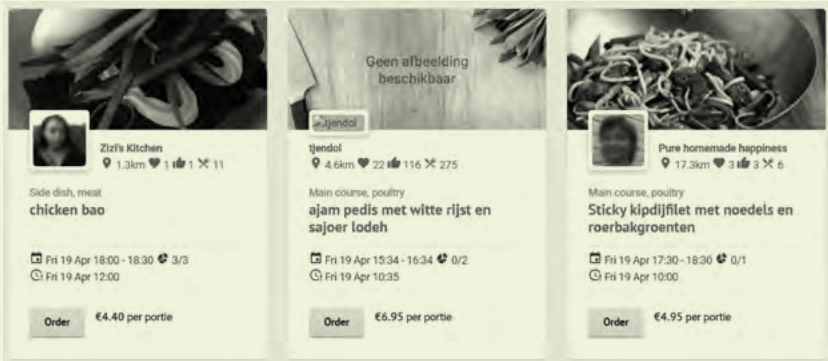 Zizi's Kitchen
1.3km 1 1 11
Side dish, meat
chicken bao
Fri 19 Apr 18:00 - 18:30 3/3
Fri 19 Apr 12:00
Order €4.40 per portie
Geen afbeelding
beschikbaar
tjendol
tjendol
4.6km 22 116 275
Main course, poultry
ajam pedis met witte rijst en
sajoer lodeh
Fri 19 Apr 15:34 - 16:34 0/2
Fri 19 Apr 10:35
Order €6.95 per portie
Pure homemade happiness
17.3km 3 3 6
Main course, poultry
Sticky kipdijfilet met noedels en
roerbakgroenten
Fri 19 Apr 17:30 - 18:30 0/1
Fri 19 Apr 10:00
Order €4.95 per portie